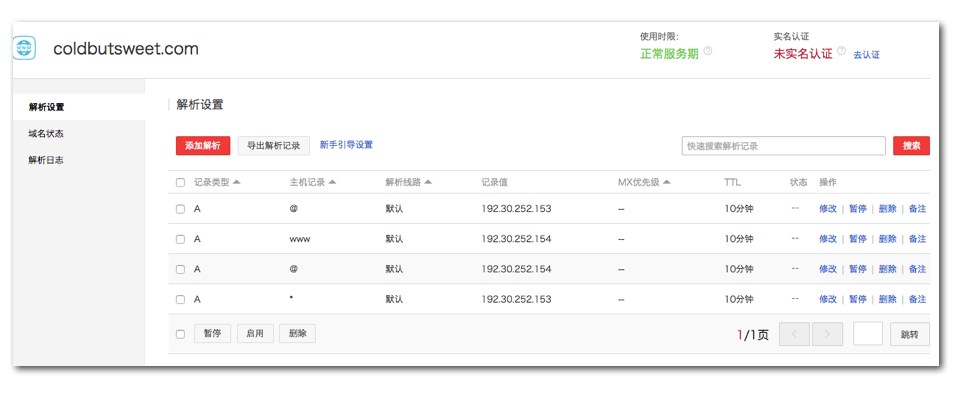 coldbutsweet.com
使用时限:
正常服务期 ?
实名认证
未实名认证 ? 去认证
解析设置
域名状态
解析日志
解析设置
添加解析 导出解析记录 新手引导设置 快速搜索解析记录 搜索
记录类型 主机记录 解析线路 记录值 MX优先级 TTL 状态 操作
A @ 默认 192.30.252.153 -- 10分钟 -- 修改 | 暂停 | 删除 | 备注
A www 默认 192.30.252.154 -- 10分钟 -- 修改 | 暂停 | 删除 | 备注
A @ 默认 192.30.252.154 -- 10分钟 -- 修改 | 暂停 | 删除 | 备注
A * 默认 192.30.252.153 -- 10分钟 -- 修改 | 暂停 | 删除 | 备注
暂停 启用 删除 1/1页 < > 跳转